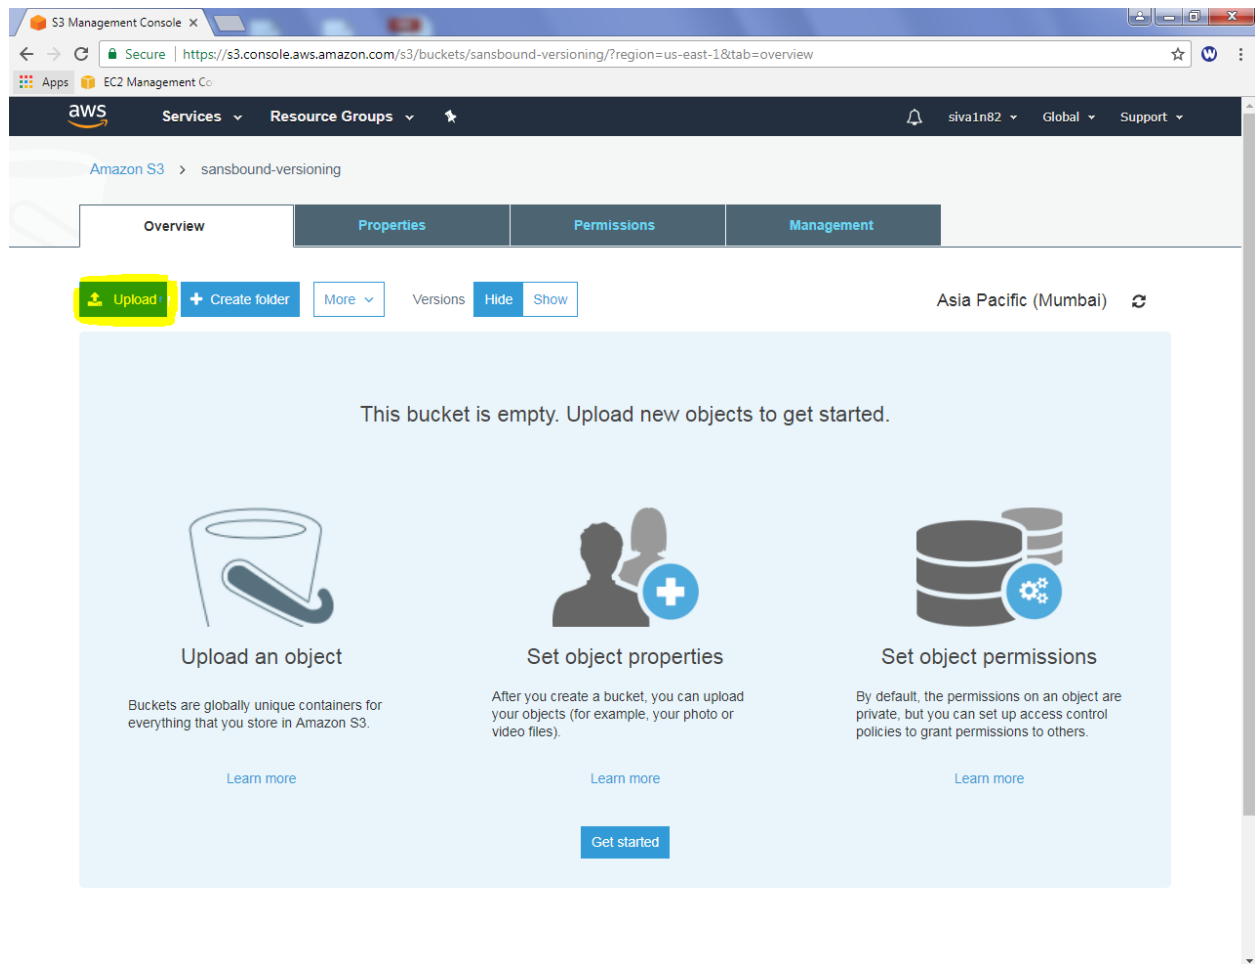 S3 Management Console
Secure | https://s3.console.aws.amazon.com/s3/buckets/sansbound-versioning/?region=us-east-1&tab=overview
Apps EC2 Management Co
aws Services Resource Groups siva1n82 Global Support
Amazon S3 > sansbound-versioning
Overview Properties Permissions Management
Upload Create folder More Versions Hide Show Asia Pacific (Mumbai)
This bucket is empty. Upload new objects to get started.
Upload an object
Buckets are globally unique containers for
everything that you store in Amazon S3.
Learn more
Set object properties
After you create a bucket, you can upload
your objects (for example, your photo or
video files).
Learn more
Set object permissions
By default, the permissions on an object are
private, but you can set up access control
policies to grant permissions to others.
Learn more
Get started